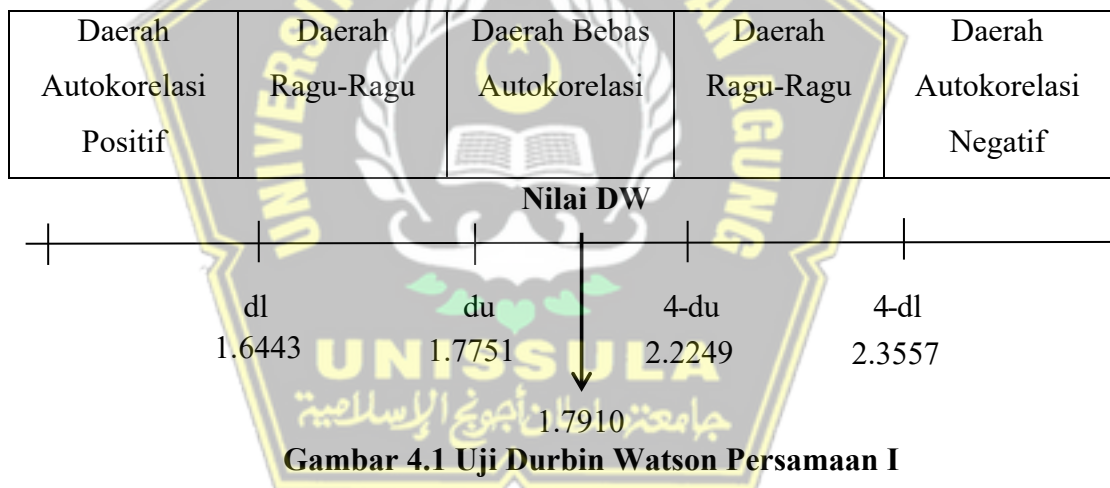 Daerah Autokorelasi Positif
Daerah Ragu-Ragu
Daerah Bebas Autokorelasi
Daerah Ragu-Ragu
Daerah Autokorelasi Negatif
Nilai DW
dl
du
4-du
4-dl
1.6443
1.7751
2.2249
2.3557
1.7910
Gambar 4.1 Uji Durbin Watson Persamaan I
UNISSULA
AGUNG